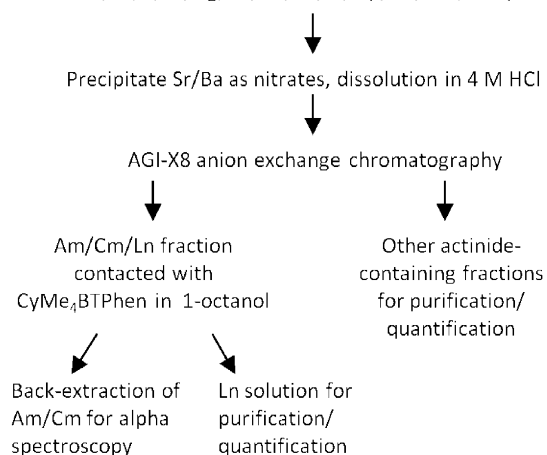 Precipitate Sr/Ba as nitrates, dissolution in 4 M HCl
AGI-X8 anion exchange chromatography
Am/Cm/Ln fraction
contacted with
CyMe₄BTPhen in 1-octanol
Other actinide-
containing fractions
for purification/
quantification
Back-extraction of
Am/Cm for alpha
spectroscopy
Ln solution for
purification/
quantification